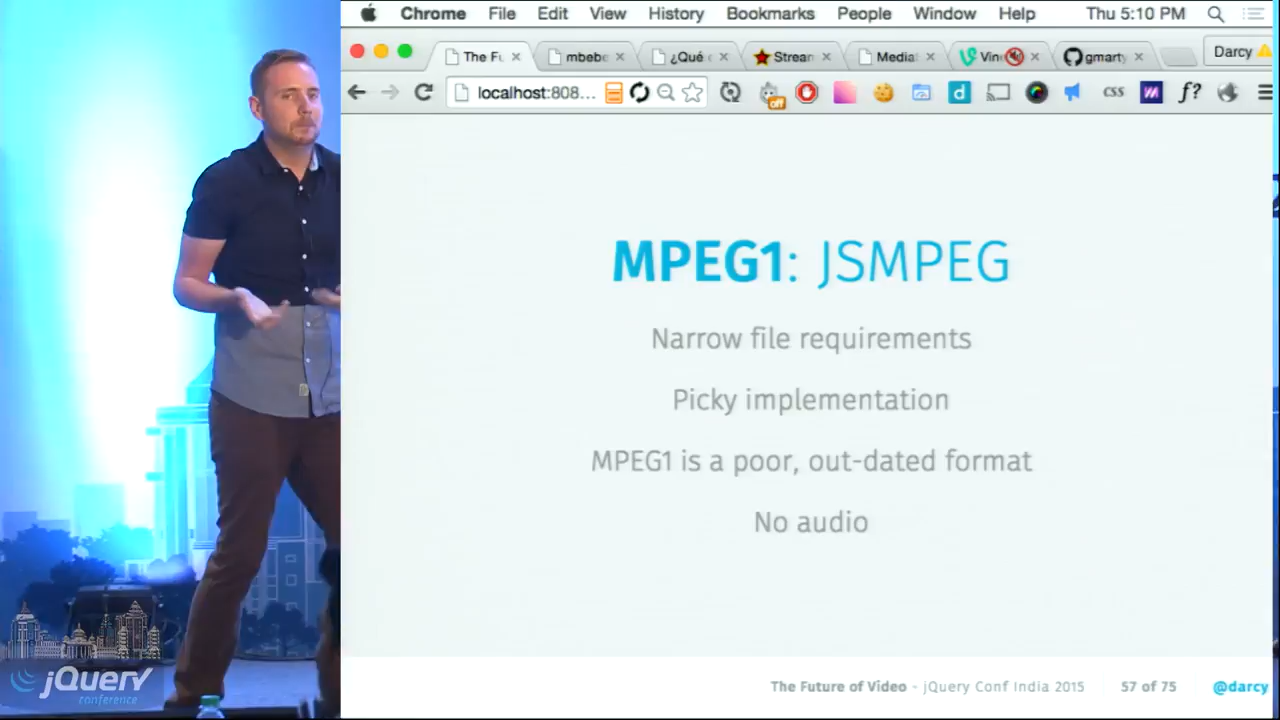 Chrome File Edit View History Bookmarks People Window Help Thu 5:10 PM
The Fu mbebe ¿Qué Stream Media Vin gmarty Darcy
localhost:808... off d CSS f?
MPEG1: JSMPEG
Narrow file requirements
Picky implementation
MPEG1 is a poor, out-dated format
No audio
jQuery
conference
The Future of Video - jQuery Conf India 2015 57 of 75 @darcy